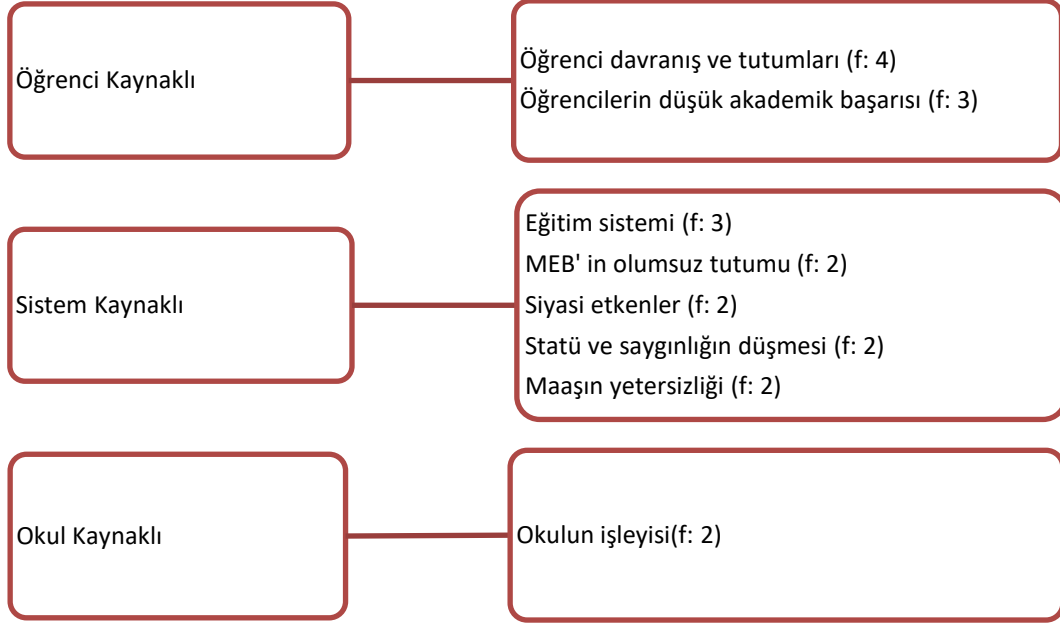 Öğrenci Kaynaklı
Öğrenci davranış ve tutumları (f: 4)
Öğrencilerin düşük akademik başarısı (f: 3)
Sistem Kaynaklı
Eğitim sistemi (f: 3)
MEB' in olumsuz tutumu (f: 2)
Siyasi etkenler (f: 2)
Statü ve saygınlığın düşmesi (f: 2)
Maaşın yetersizliği (f: 2)
Okul Kaynaklı
Okulun işleyisi(f: 2)